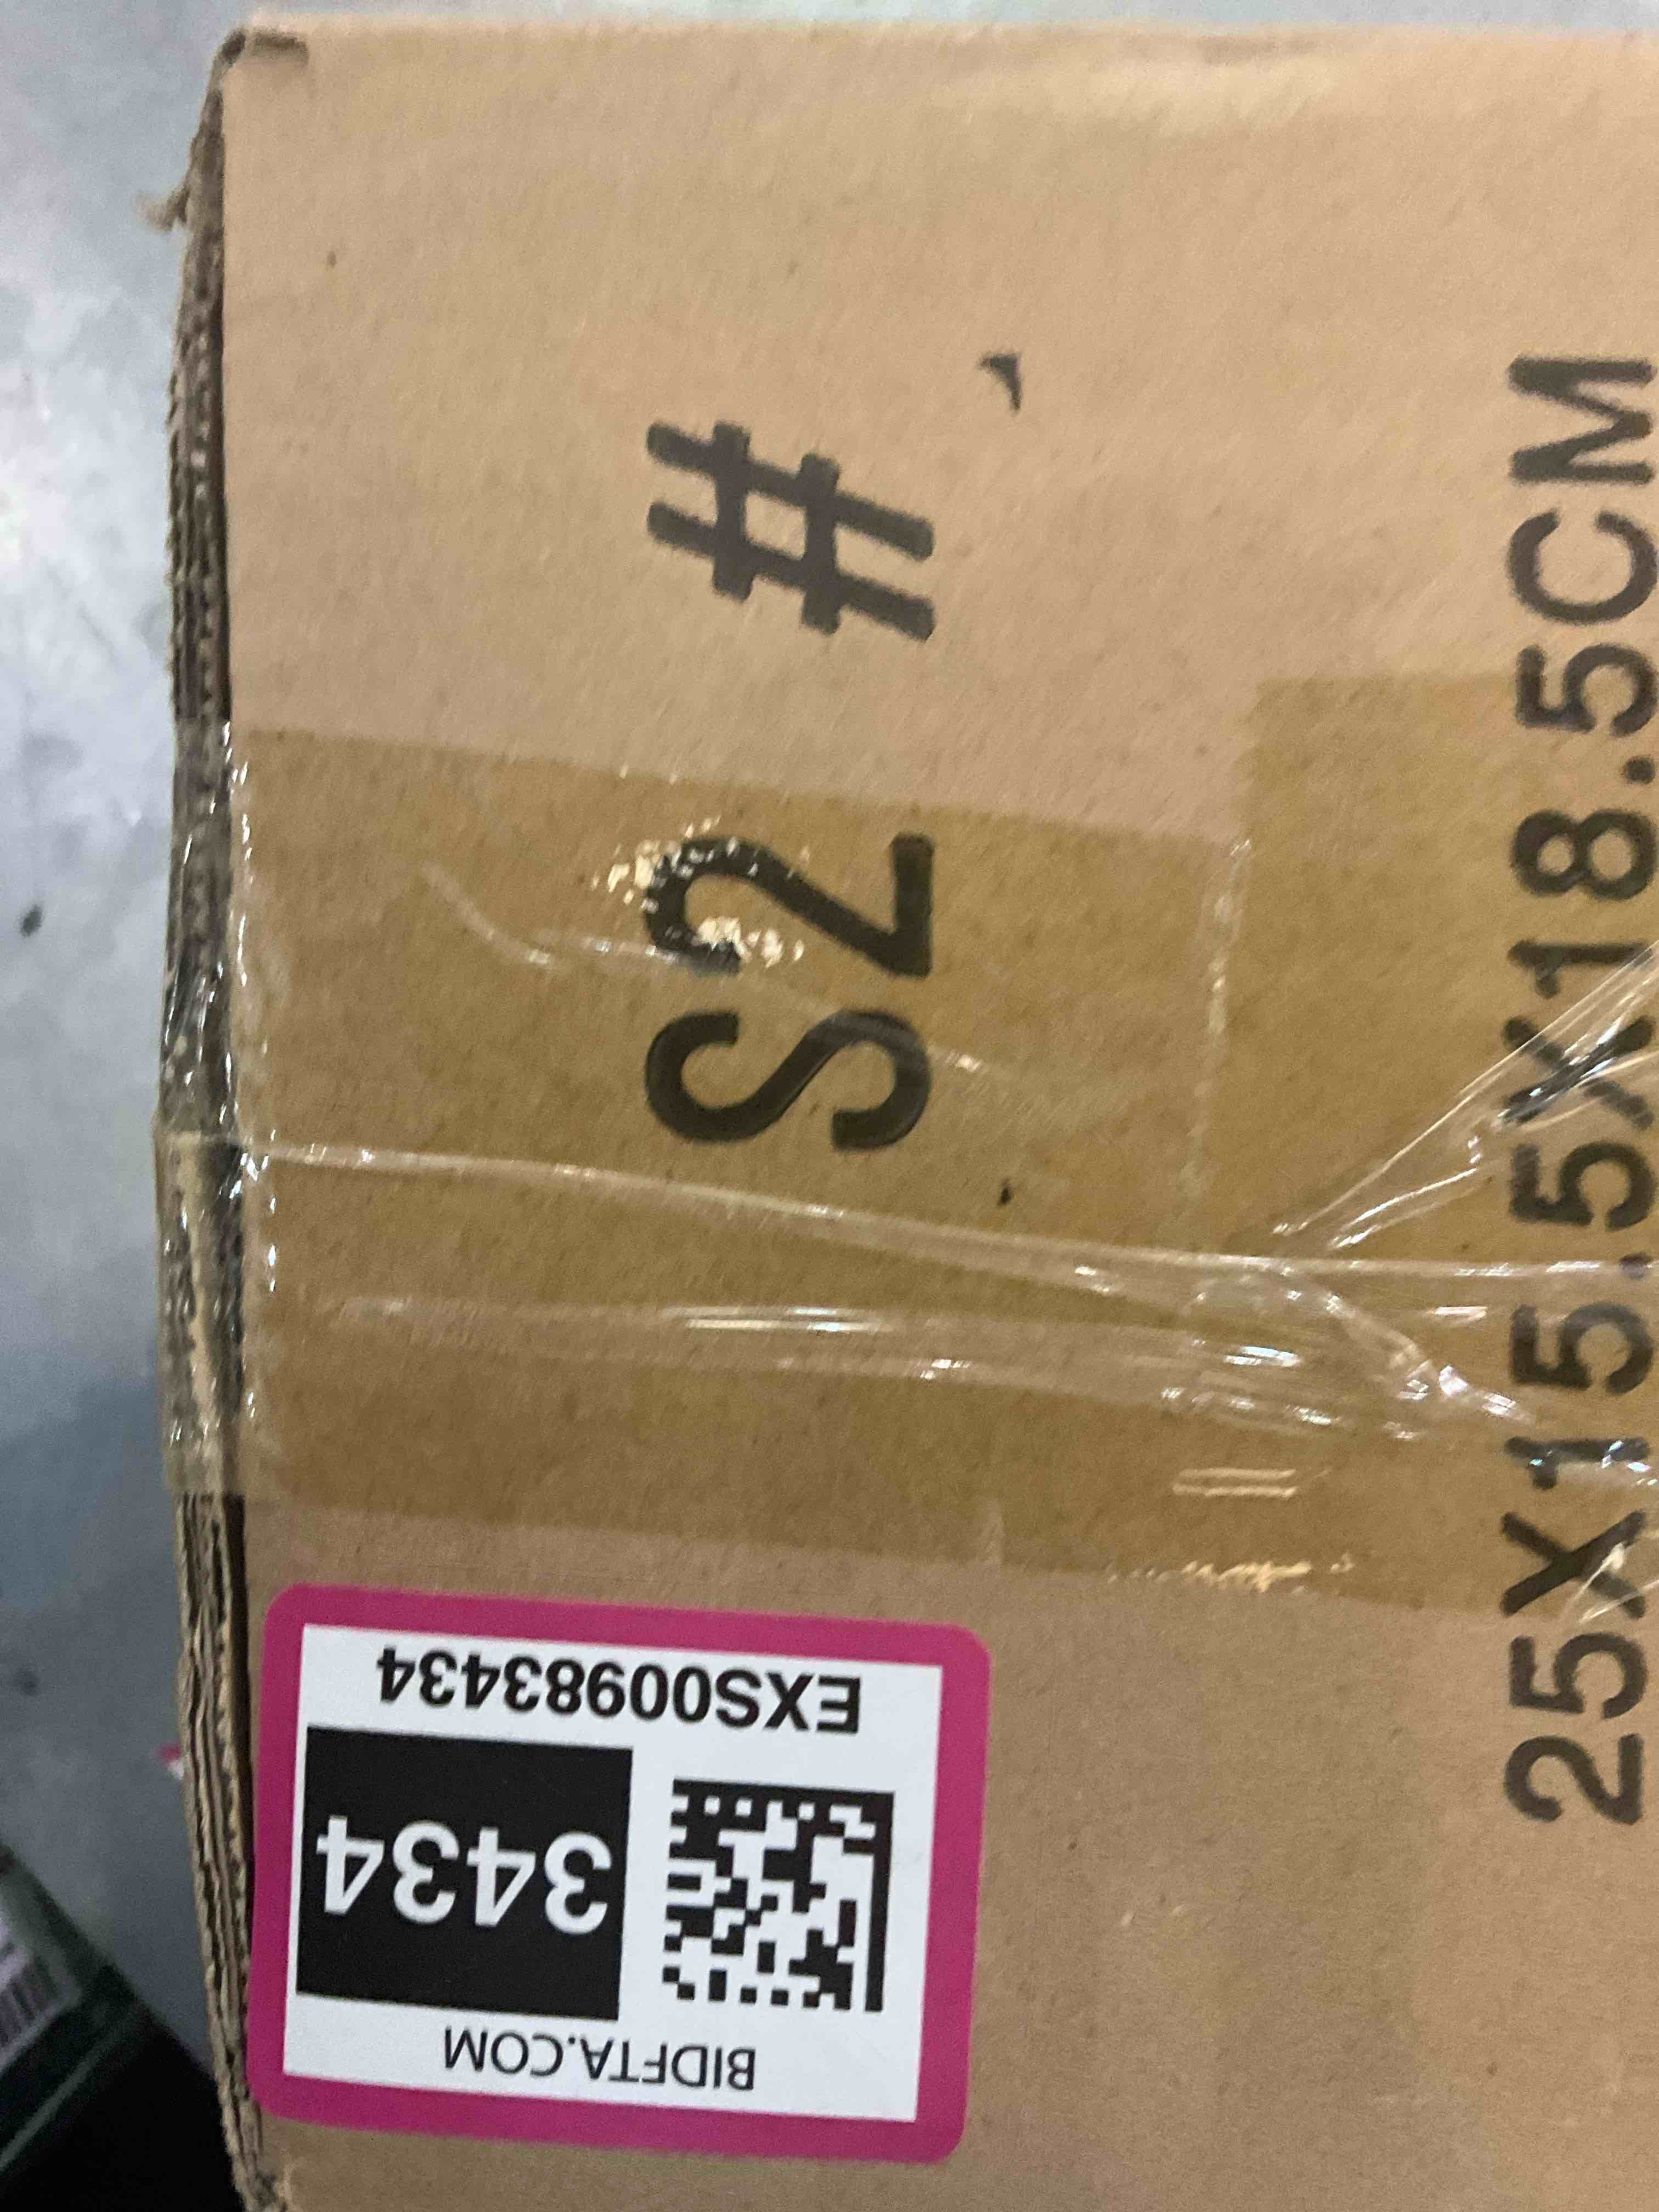 S2 #
25X15.5X18.5CM
BIDFTA.COM
3434
EXS00983434